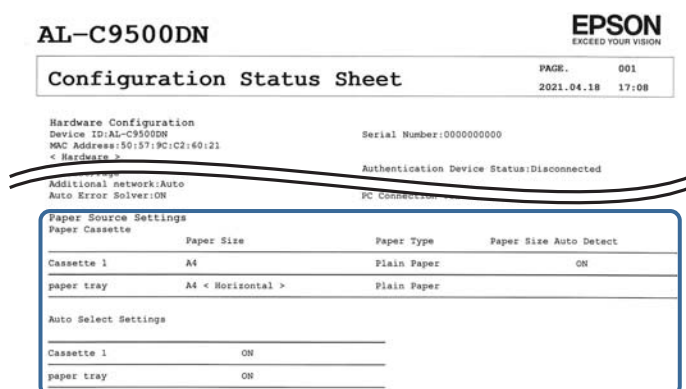 AL-C9500DN
EPSON
EXCEED YOUR VISION
Configuration Status Sheet
PAGE. 001
2021.04.18 17:08
Hardware Configuration
Device ID:AL-C9500DN Serial Number:0000000000
MAC Address:50:57:9C:C2:60:21
< Hardware >
Authentication Device Status:Disconnected
Additional network:Auto
Auto Error Solver:ON PC Connection
Paper Source Settings
Paper Cassette
Paper Size Paper Type Paper Size Auto Detect
Cassette 1 A4 Plain Paper ON
paper tray A4 < Horizontal > Plain Paper
Auto Select Settings
Cassette 1 ON
paper tray ON